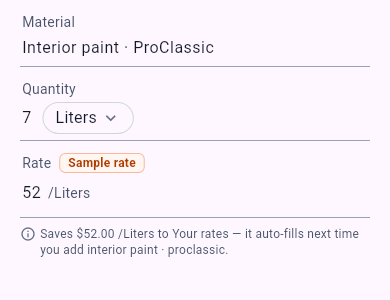 Material
Interior paint · ProClassic
Quantity
7 Liters
Rate Sample rate
52 /Liters
Saves $52.00 /Liters to Your rates — it auto-fills next time
you add interior paint · proclassic.